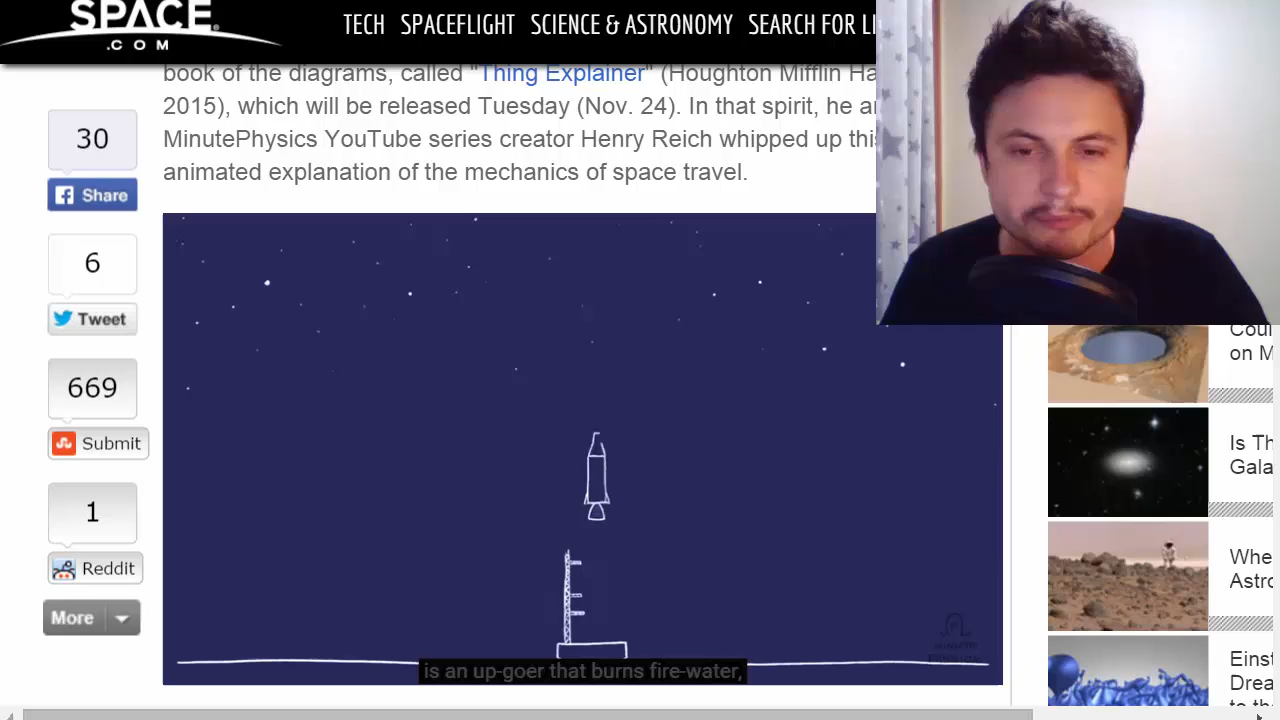 SPACE
.COM
TECH SPACEFLIGHT SCIENCE & ASTRONOMY SEARCH FOR
book of the diagrams, called "Thing Explainer" (Houghton Mifflin
2015), which will be released Tuesday (Nov. 24). In that spirit, he
MinutePhysics YouTube series creator Henry Reich whipped up
animated explanation of the mechanics of space travel.
30
Share
6
Tweet
669
Submit
1
Reddit
More
is an up-goer that burns fire-water,
on
Is